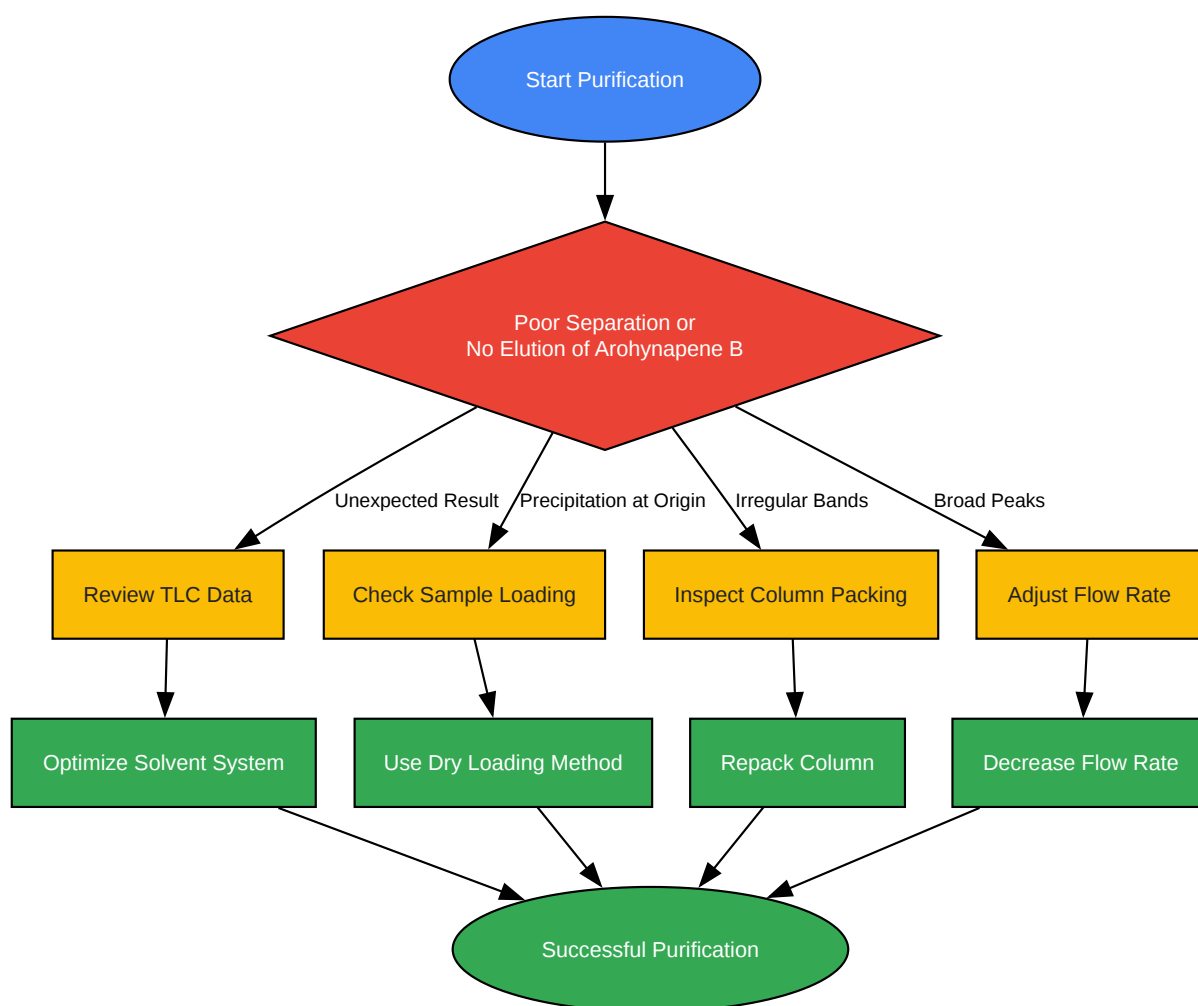 Start Purification
Poor Separation or
No Elution of Arohynapene B
Unexpected Result
Precipitation at Origin
Irregular Bands
Broad Peaks
Review TLC Data
Check Sample Loading
Inspect Column Packing
Adjust Flow Rate
Optimize Solvent System
Use Dry Loading Method
Repack Column
Decrease Flow Rate
Successful Purification